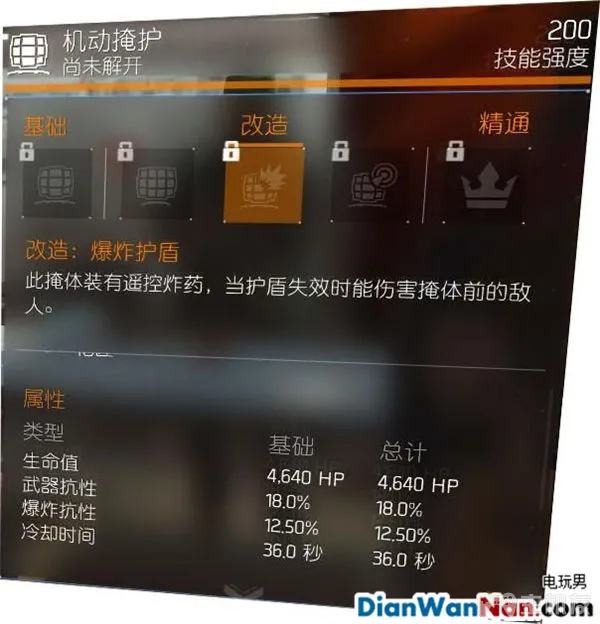 机动掩护
尚未解开
200
技能强度
基础
改造
精通
改造：爆炸护盾
此掩体装有遥控炸药，当护盾失效时能伤害掩体前的敌
人。
属性
类型 基础 总计
生命值 4,640 HP 4,640 HP
武器抗性 18.0% 18.0%
爆炸抗性 12.50% 12.50%
冷却时间 36.0 秒 36.0 秒
电玩男
DianWanNan.com